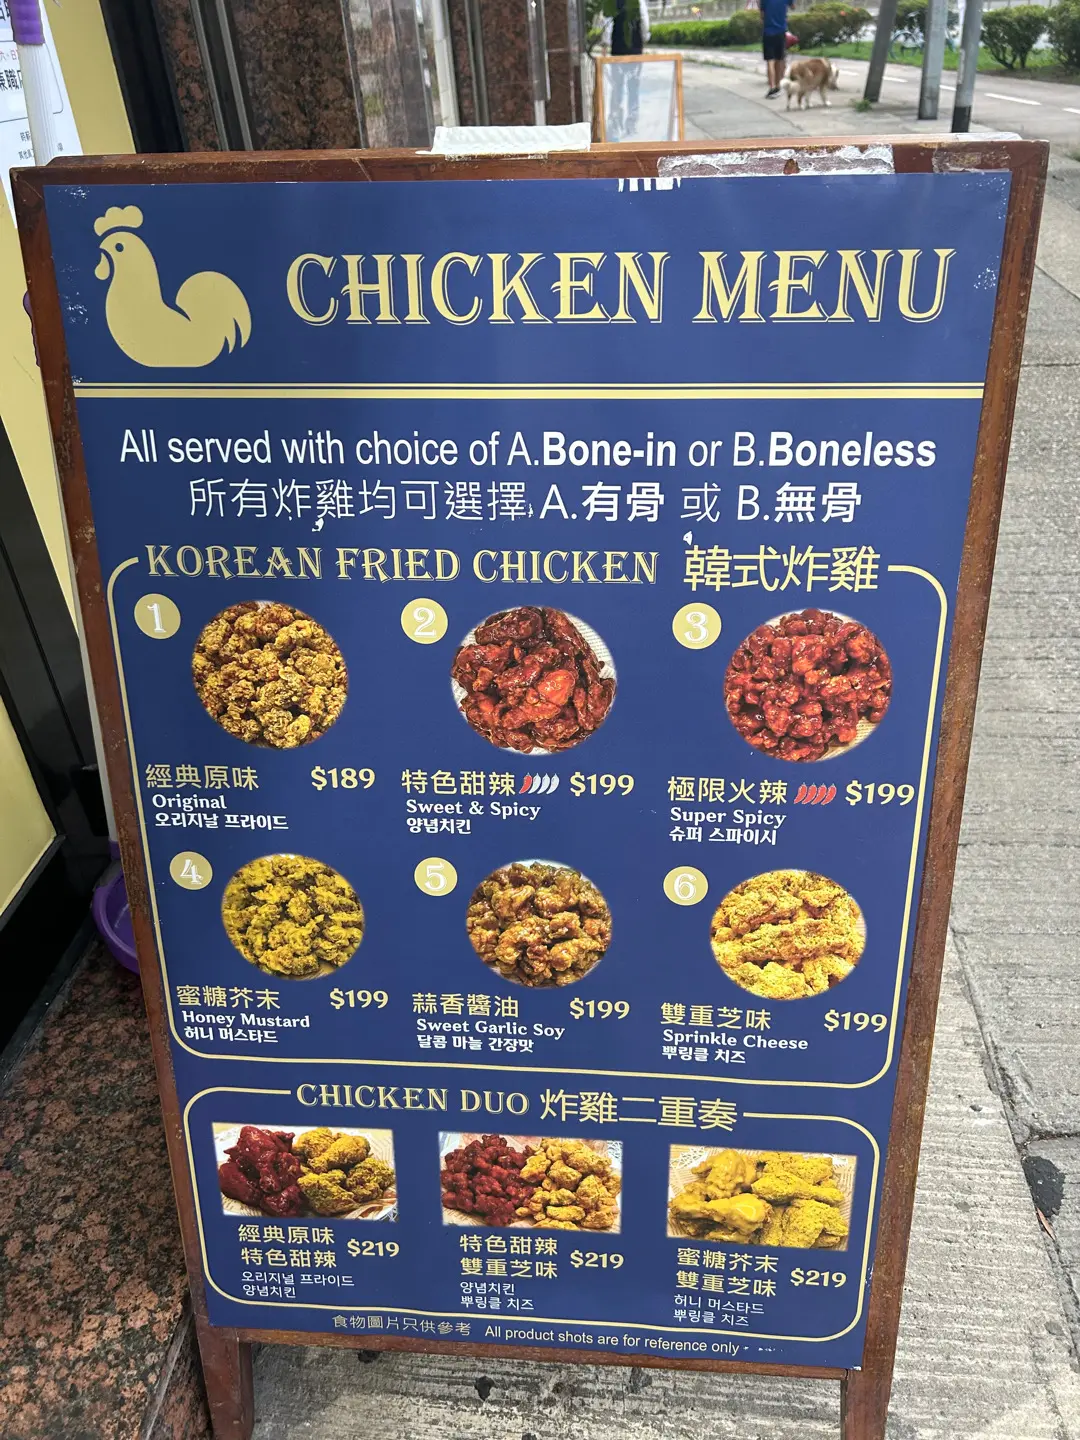 CHICKEN MENU
All served with choice of A.Bone-in or B.Boneless
所有炸雞均可選擇 A.有骨 或 B.無骨
KOREAN FRIED CHICKEN 韓式炸雞
1
經典原味 $189
Original
오리지날 프라이드
2
特色甜辣 $199
Sweet & Spicy
양념치킨
3
極限火辣 $199
Super Spicy
슈퍼 스파이시
4
蜜糖芥末 $199
Honey Mustard
허니 머스타드
5
蒜香醬油 $199
Sweet Garlic Soy
달콤 마늘 간장맛
6
雙重芝味 $199
Sprinkle Cheese
뿌링클 치즈
CHICKEN DUO 炸雞二重奏
經典原味
特色甜辣 $219
오리지널 프라이드
양념치킨
特色甜辣
雙重芝味 $219
양념치킨
뿌링클 치즈
蜜糖芥末
雙重芝味 $219
허니 머스타드
뿌링클 치즈
食物圖片只供參考 All product shots are for reference only